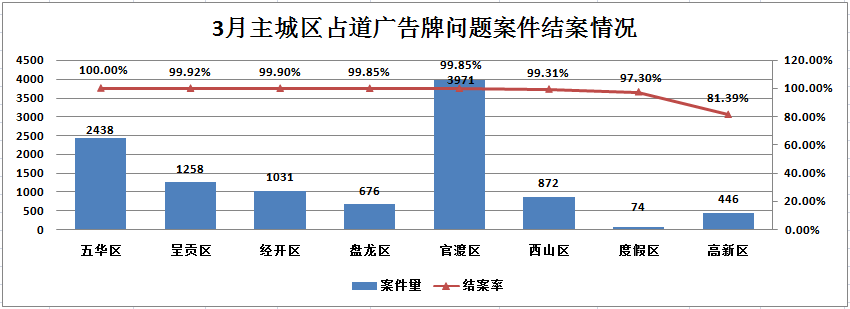 3月主城区占道广告牌问题案件结案情况
4500 120.00%
4000 100.00%
3500 80.00%
3000 60.00%
2500 40.00%
2000 20.00%
1500 0.00%
1000
500
0
100.00% 99.92% 99.90% 99.85% 99.85% 99.31% 97.30% 81.39%
2438 1258 1031 676 3971 872 74 446
五华区 呈贡区 经开区 盘龙区 官渡区 西山区 度假区 高新区
案件量 结案率